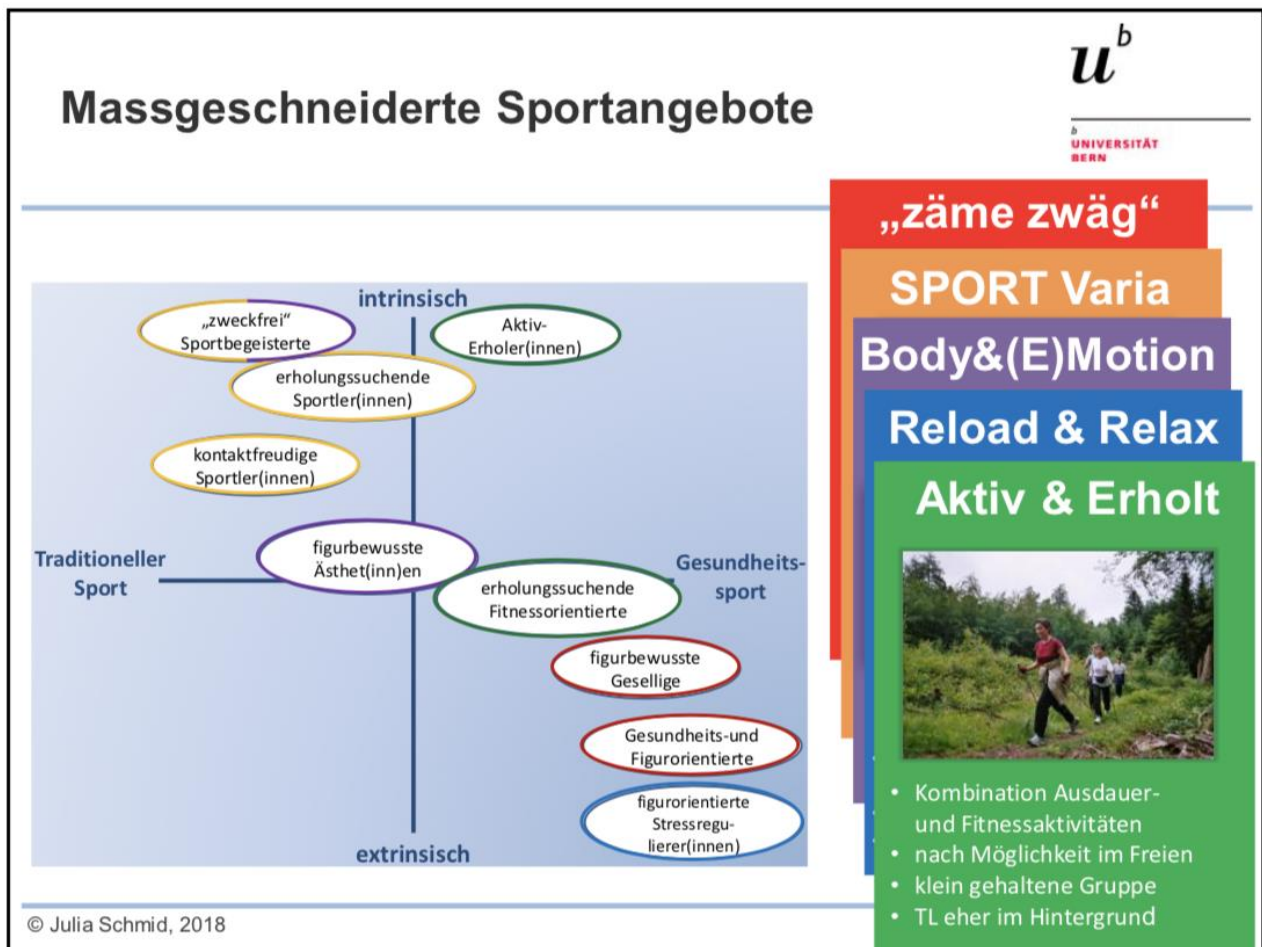 Massgeschneiderte Sportangebote
u^b
b
UNIVERSITÄT
BERN
„zäme zwäg“
SPORT Varia
Body&(E)Motion
Reload & Relax
Aktiv & Erholt
• Kombination Ausdauer-
und Fitnessaktivitäten
• nach Möglichkeit im Freien
• klein gehaltene Gruppe
• TL eher im Hintergrund
intrinsisch
„zweckfrei“
Sportbegeisterte
Aktiv-
Erholer(innen)
erholungssuchende
Sportler(innen)
kontaktfreudige
Sportler(innen)
Traditioneller
Sport
figurbewusste
Ästhet(inn)en
Gesundheits-
sport
erholungssuchende
Fitnessorientierte
figurbewusste
Gesellige
Gesundheits-und
Figurorientierte
figurorientierte
Stressregu-
lierer(innen)
extrinsisch
© Julia Schmid, 2018